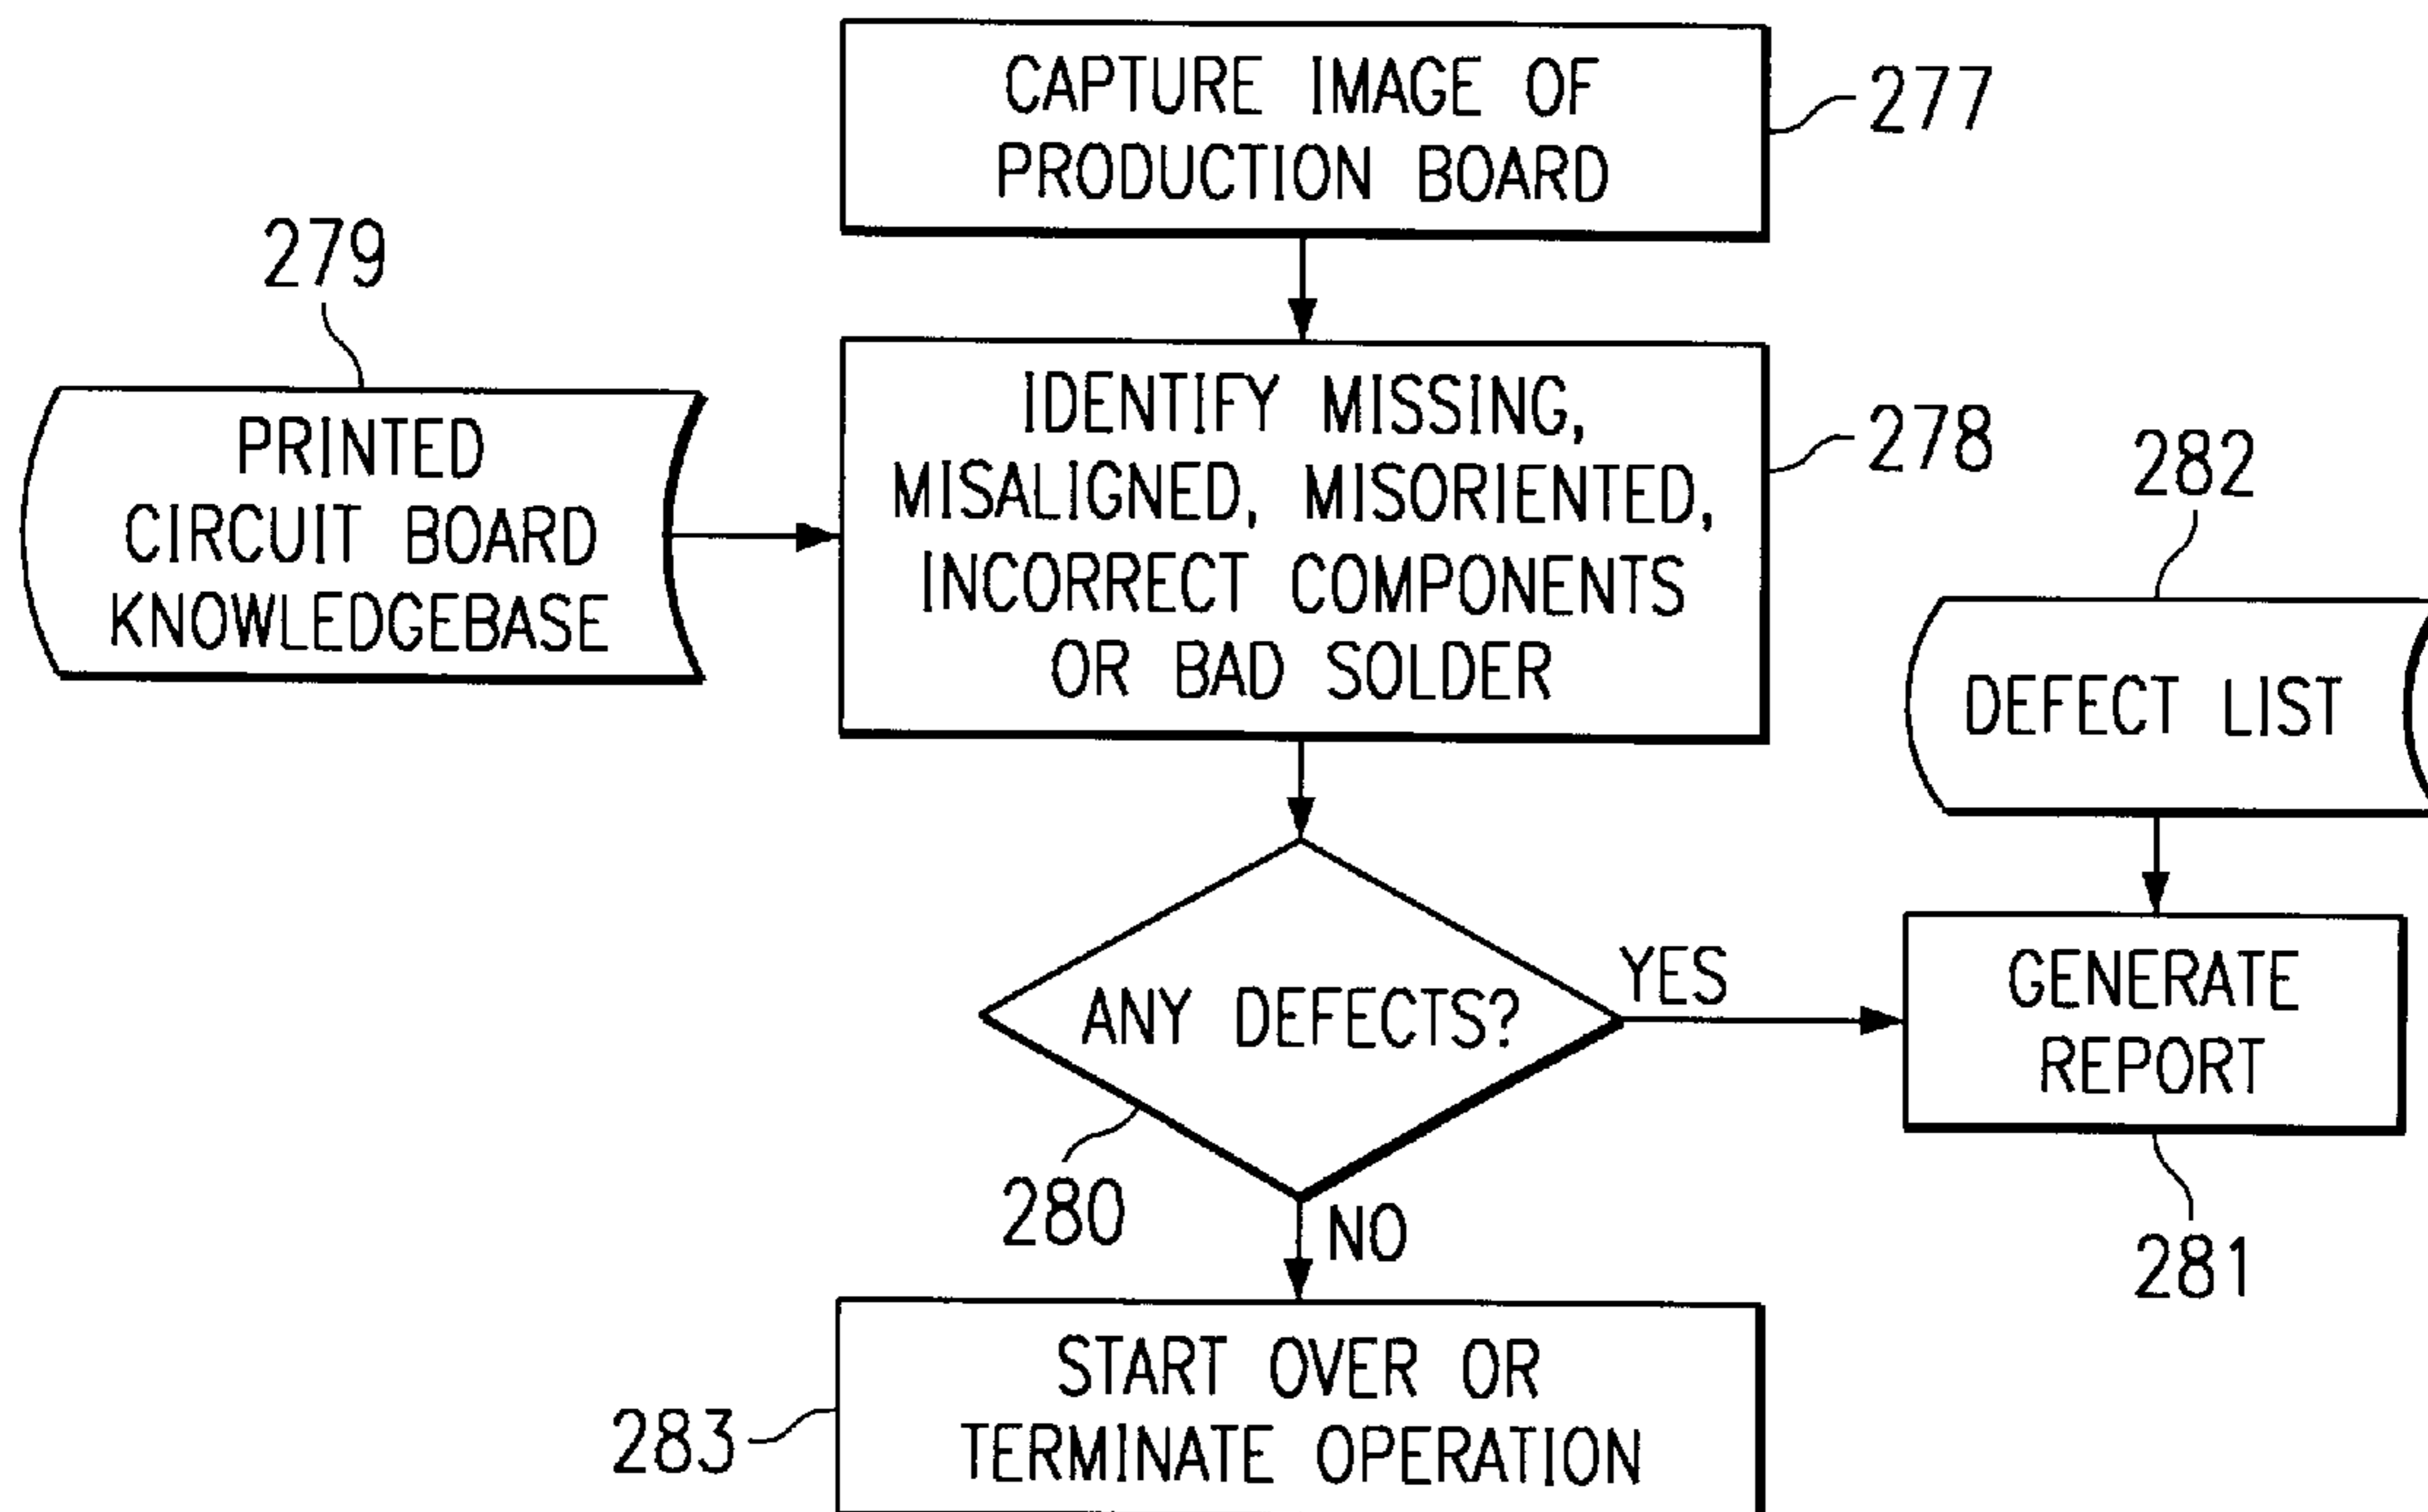 CAPTURE IMAGE OF
PRODUCTION BOARD
277
279
PRINTED
CIRCUIT BOARD
KNOWLEDGEBASE
IDENTIFY MISSING,
MISALIGNED, MISORIENTED,
INCORRECT COMPONENTS
OR BAD SOLDER
278
282
DEFECT LIST
ANY DEFECTS?
YES
GENERATE
REPORT
280
NO
281
START OVER OR
TERMINATE OPERATION
283